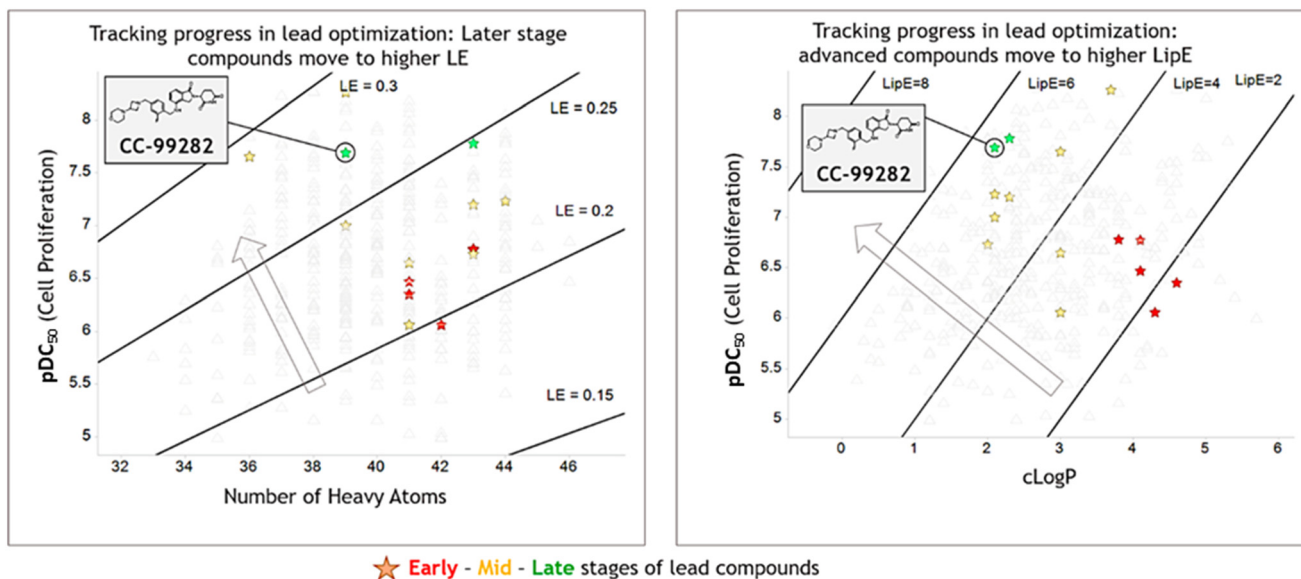 Tracking progress in lead optimization: Later stage
compounds move to higher LE
LE = 0.3
LE = 0.25
LE = 0.2
LE = 0.15
CC-99282
pDC50 (Cell Proliferation)
8
7.5
7
6.5
6
5.5
5
32 34 36 38 40 42 44 46
Number of Heavy Atoms
Tracking progress in lead optimization:
advanced compounds move to higher LipE
LipE=8 LipE=6 LipE=4 LipE=2
CC-99282
pDC50 (Cell Proliferation)
8
7.5
7
6.5
6
5.5
5
0 1 2 3 4 5 6
cLogP
Early - Mid - Late stages of lead compounds